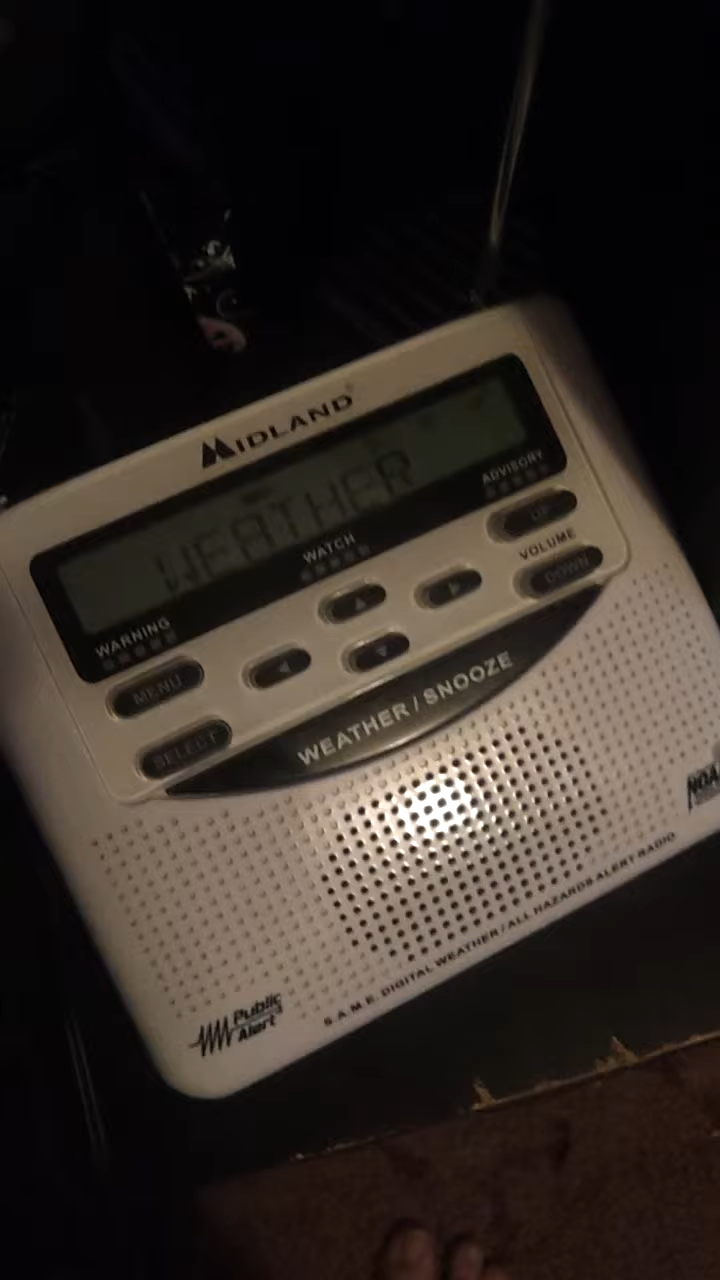 MIDLAND
WEATHER
WARNING
WATCH
ADVISORY
UP
VOLUME
DOWN
MENU
SELECT
WEATHER / SNOOZE
S.A.M.E. DIGITAL WEATHER / ALL HAZARDS ALERT RADIO
Public
Alert